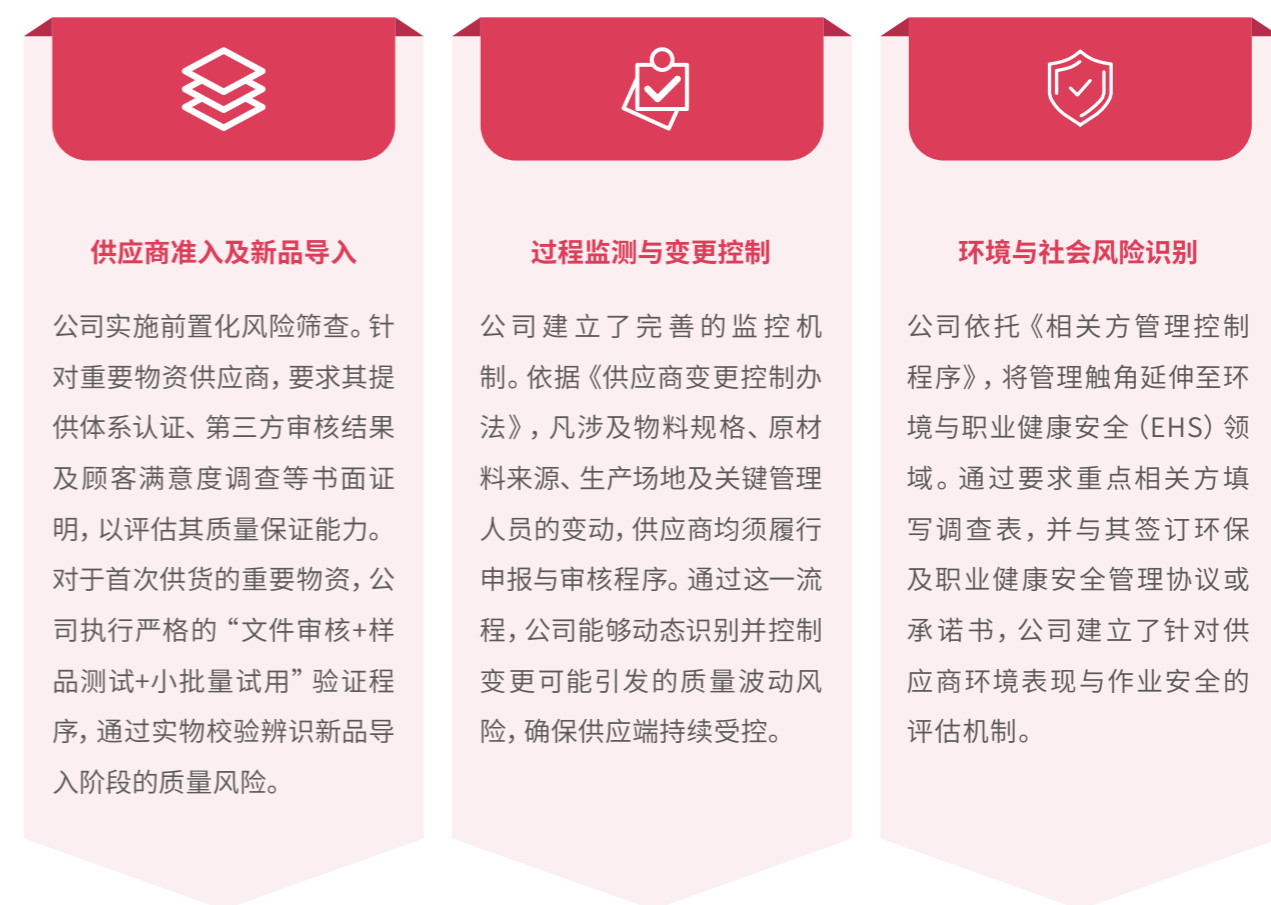 供应商准入及新品导入
公司实施前置化风险筛查。针
对重要物资供应商，要求其提
供体系认证、第三方审核结果
及顾客满意度调查等书面证
明，以评估其质量保证能力。
对于首次供货的重要物资，公
司执行严格的“文件审核+样
品测试+小批量试用”验证程
序，通过实物校验辨识新品导
入阶段的质量风险。
过程监测与变更控制
公司建立了完善的监控机
制。依据《供应商变更控制办
法》，凡涉及物料规格、原材
料来源、生产场地及关键管理
人员的变动，供应商均须履行
申报与审核程序。通过这一流
程，公司能够动态识别并控制
变更可能引发的质量波动风
险，确保供应端持续受控。
环境与社会风险识别
公司依托《相关方管理控制
程序》，将管理触角延伸至环
境与职业健康安全（EHS）领
域。通过要求重点相关方填
写调查表，并与其签订环保
及职业健康安全管理协议或
承诺书，公司建立了针对供
应商环境表现与作业安全的
评估机制。